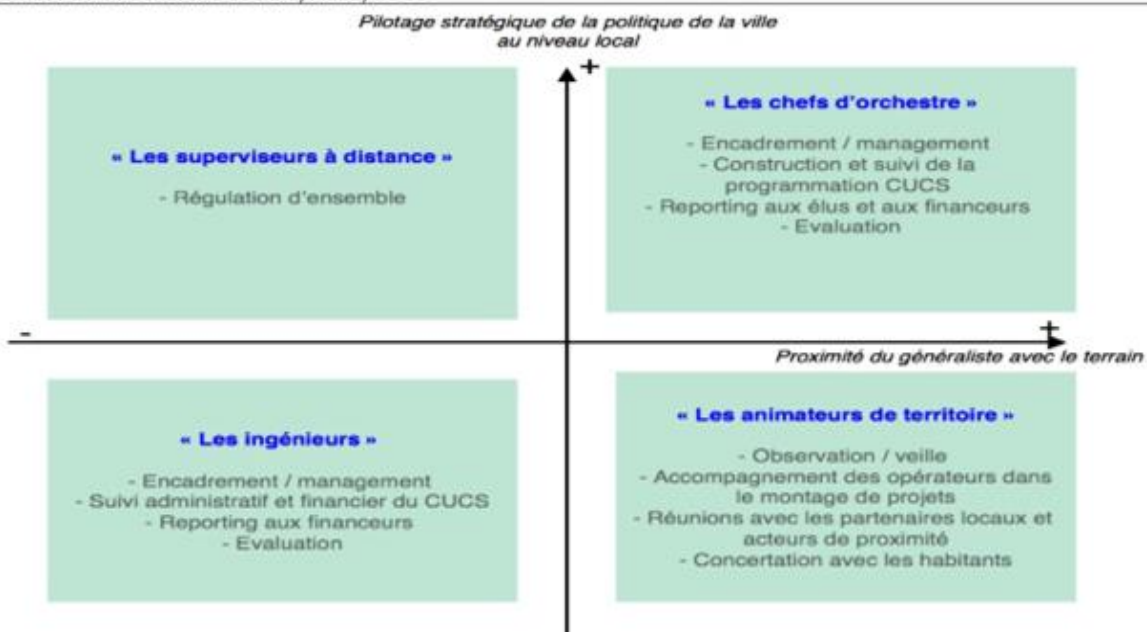 Pilotage stratégique de la politique de la ville
au niveau local
+
« Les superviseurs à distance »
- Régulation d'ensemble
« Les chefs d'orchestre »
- Encadrement / management
- Construction et suivi de la
programmation CUCS
- Reporting aux élus et aux financeurs
- Evaluation
-
+
Proximité du généraliste avec le terrain
« Les ingénieurs »
- Encadrement / management
- Suivi administratif et financier du CUCS
- Reporting aux financeurs
- Evaluation
« Les animateurs de territoire »
- Observation / veille
- Accompagnement des opérateurs dans
le montage de projets
- Réunions avec les partenaires locaux et
acteurs de proximité
- Concertation avec les habitants